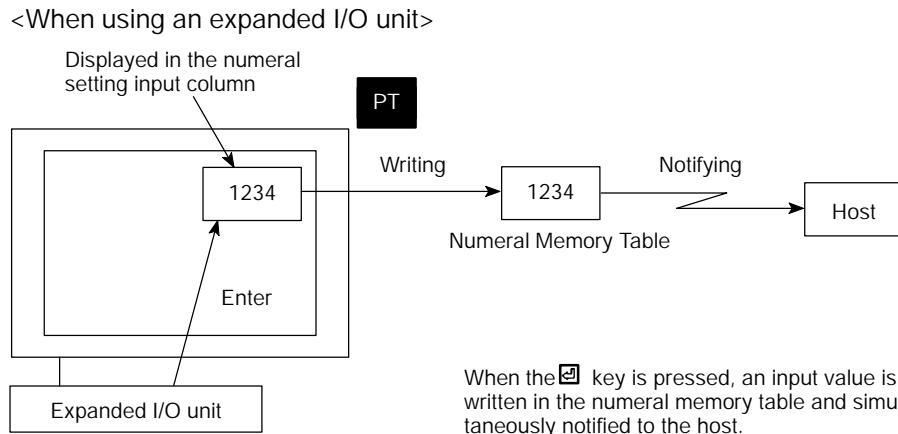 <When using an expanded I/O unit>
Displayed in the numeral
setting input column
PT
Writing
Notifying
1234
1234
Host
Numeral Memory Table
Enter
Expanded I/O unit
When the key is pressed, an input value is
written in the numeral memory table and simu
taneously notified to the host.